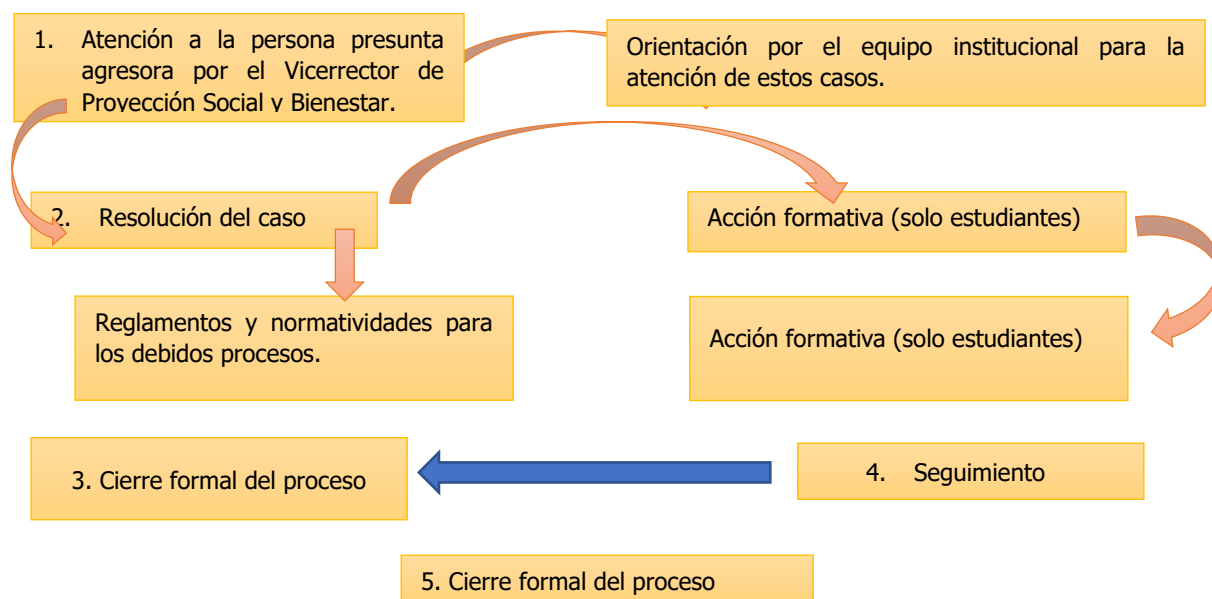 1. Atención a la persona presunta
agresora por el Vicerrector de
Proyección Social y Bienestar.
Orientación por el equipo institucional para la
atención de estos casos.
2. Resolución del caso
Acción formativa (solo estudiantes)
Reglamentos y normatividades para
los debidos procesos.
Acción formativa (solo estudiantes)
3. Cierre formal del proceso
4. Seguimiento
5. Cierre formal del proceso